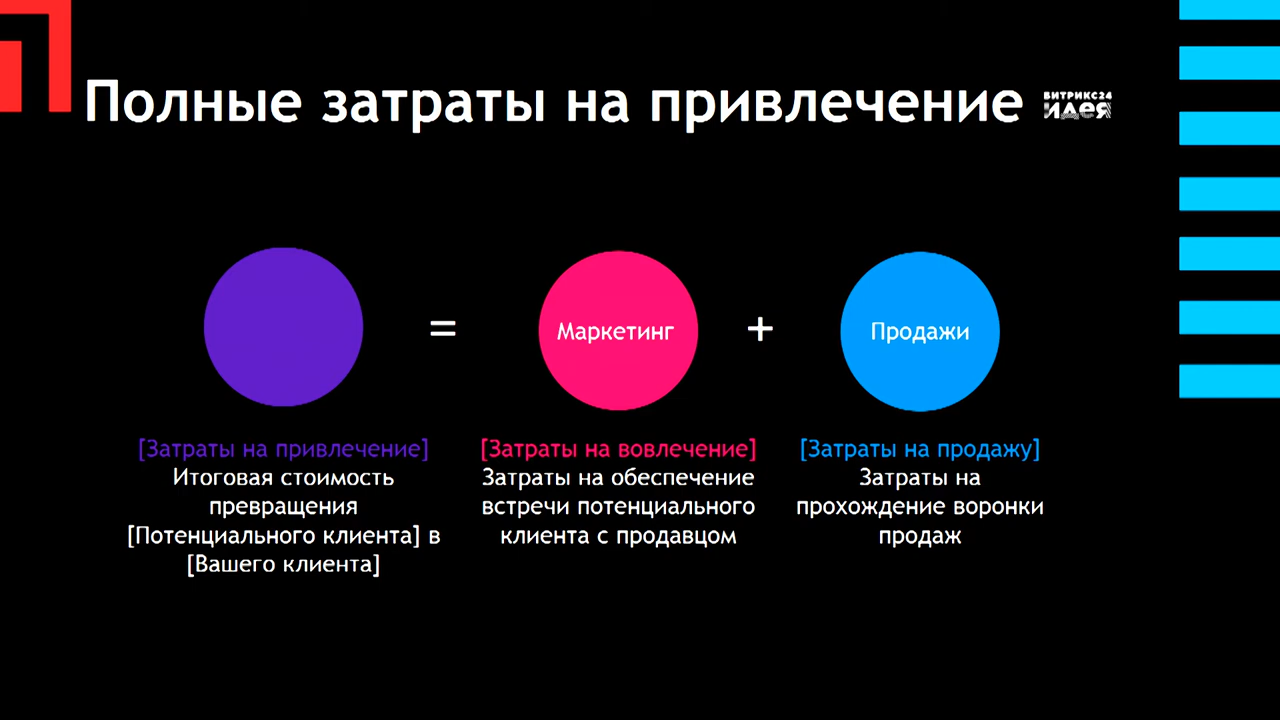 Полные затраты на привлечение
БИТРИКС24
идея
=
Маркетинг
+
Продажи
[Затраты на привлечение]
Итоговая стоимость
превращения
[Потенциального клиента] в
[Вашего клиента]
[Затраты на вовлечение]
Затраты на обеспечение
встречи потенциального
клиента с продавцом
[Затраты на продажу]
Затраты на
прохождение воронки
продаж